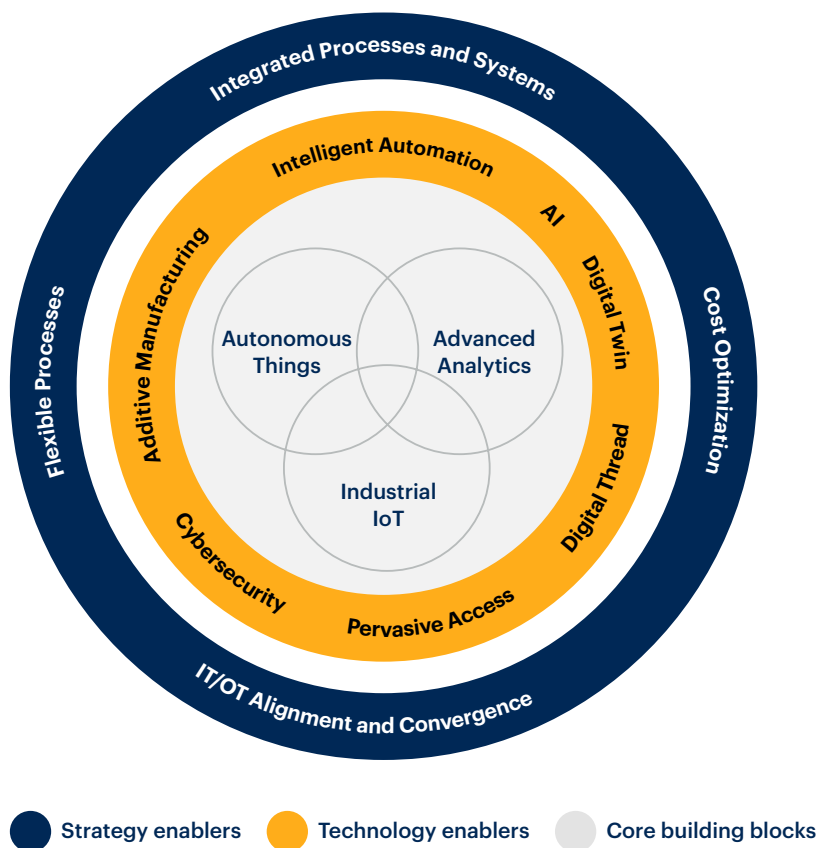 Integrated Processes and Systems
Intelligent Automation
AI
Digital Twin
Additive Manufacturing
Flexible Processes
Cost Optimization
Autonomous
Things
Advanced
Analytics
Industrial
IoT
Digital Thread
Cybersecurity
Pervasive Access
IT/OT Alignment and Convergence
Strategy enablers
Technology enablers
Core building blocks